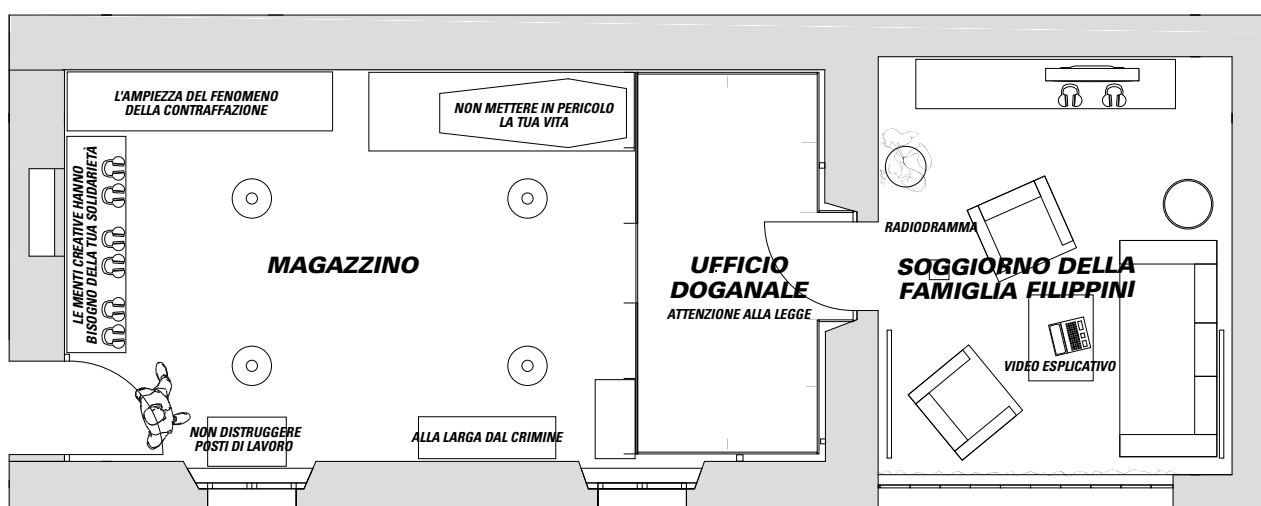 L'AMPIEZZA DEL FENOMENO
DELLA CONTRAFFAZIONE
NON METTERE IN PERICOLO
LA TUA VITA
LE MENTI CREATIVE HANNO
BISOGNO DELLA TUA SOLIDARIETÀ
MAGAZZINO
NON DISTRUGGERE
POSTI DI LAVORO
ALLA LARGA DAL CRIMINE
UFFICIO
DOGANALE
ATTENZIONE ALLA LEGGE
RADIODRAMMA
SOGGIORNO DELLA
FAMIGLIA FILIPPINI
VIDEO ESPLICATIVO